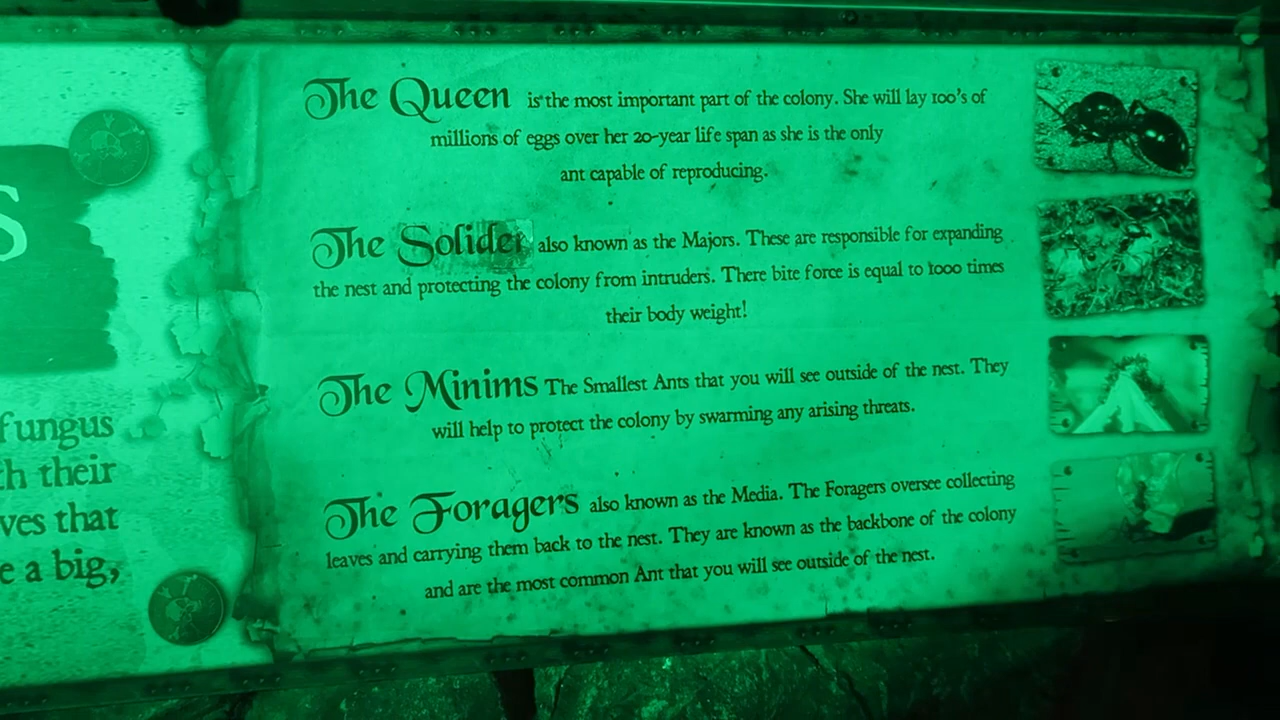 S
fungus
th their
ves that
e a big,
The Queen is the most important part of the colony. She will lay 100's of
millions of eggs over her 20-year life span as she is the only
ant capable of reproducing.
The Solider also known as the Majors. These are responsible for expanding
the nest and protecting the colony from intruders. There bite force is equal to 1000 times
their body weight!
The Minims The Smallest Ants that you will see outside of the nest. They
will help to protect the colony by swarming any arising threats.
The Foragers also known as the Media. The Foragers oversee collecting
leaves and carrying them back to the nest. They are known as the backbone of the colony
and are the most common Ant that you will see outside of the nest.